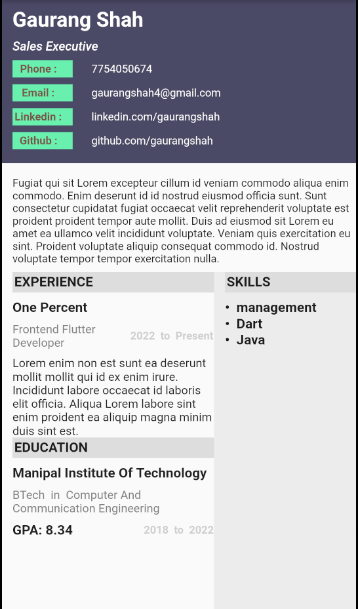 Gaurang Shah
Sales Executive
Phone : 7754050674
Email : gaurangshah4@gmail.com
Linkedin : linkedin.com/gaurangshah
Github : github.com/gaurangshah
Fugiat qui sit Lorem excepteur cillum id veniam commodo aliqua enim
commodo. Enim deserunt id id nostrud eiusmod officia sunt. Sunt
consectetur cupidatat fugiat occaecat velit reprehenderit voluptate est
proident proident tempor aute mollit. Duis ad eiusmod sit Lorem eu
amet ea ullamco velit incididunt voluptate. Veniam quis exercitation eu
sint. Proident voluptate aliquip consequat commodo id. Nostrud
voluptate tempor tempor exercitation nulla.
EXPERIENCE
One Percent
Frontend Flutter
Developer
2022 to Present
Lorem enim non est sunt ea deserunt
mollit mollit qui id ex enim irure.
Incididunt labore occaecat id laboris
elit officia. Aliqua Lorem labore sint
enim proident ea aliquip magna minim
duis sint est.
EDUCATION
Manipal Institute Of Technology
BTech in Computer And
Communication Engineering
GPA: 8.34 2018 to 2022
SKILLS
• management
• Dart
• Java